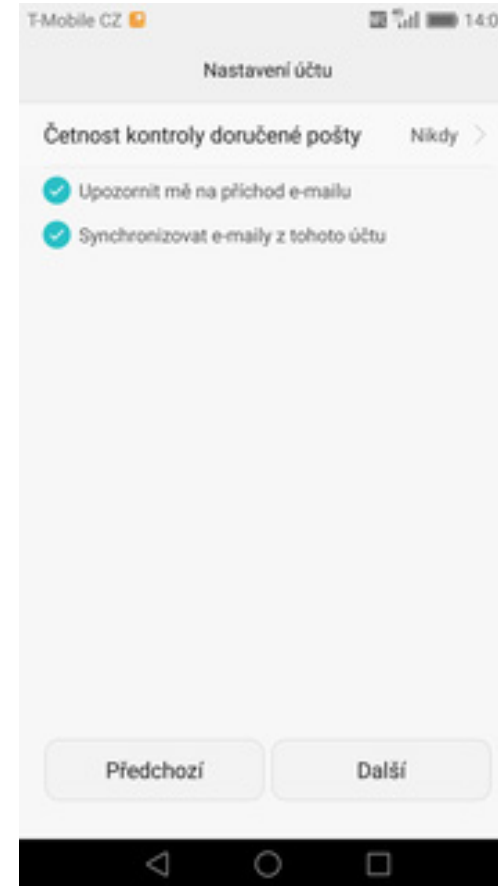 T-Mobile CZ 14:0
Nastavení účtu
Četnost kontroly doručené pošty Nikdy
Upozornit mě na příchod e-mailu
Synchronizovat e-maily z tohoto účtu
Předchozí Další